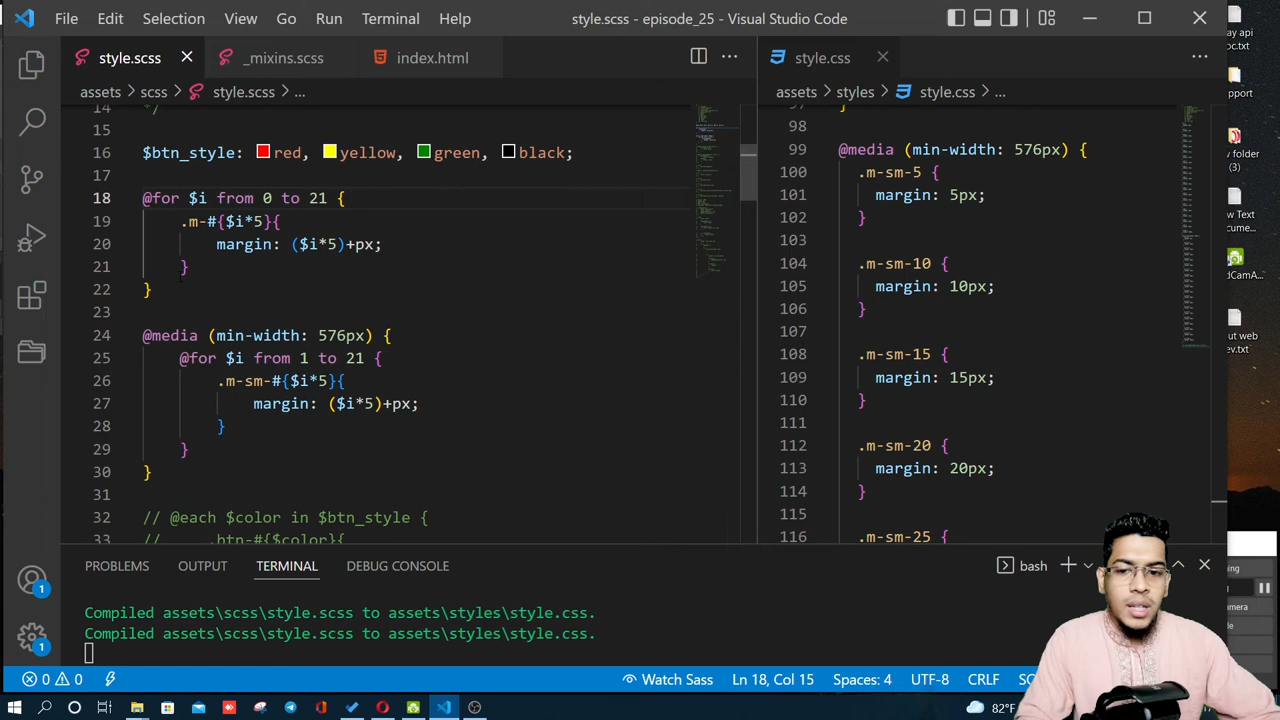 File Edit Selection View Go Run Terminal Help style.scss - episode_25 - Visual Studio Code
style.scss _mixins.scss index.html style.css
assets > scss > style.scss > ... assets > styles > style.css > ...
14 */
15
16 $btn_style: red, yellow, green, black;
17
18 @for $i from 0 to 21 {
19 .m-#{$i*5}{
20 margin: ($i*5)+px;
21 }
22 }
23
24 @media (min-width: 576px) {
25 @for $i from 1 to 21 {
26 .m-sm-#{$i*5}{
27 margin: ($i*5)+px;
28 }
29 }
30 }
31
32 // @each $color in $btn_style {
33 // .btn-#{$color}{
97 }
98
99 @media (min-width: 576px) {
100 .m-sm-5 {
101 margin: 5px;
102 }
103
104 .m-sm-10 {
105 margin: 10px;
106 }
107
108 .m-sm-15 {
109 margin: 15px;
110 }
111
112 .m-sm-20 {
113 margin: 20px;
114 }
115
116 .m-sm-25 {
PROBLEMS OUTPUT TERMINAL DEBUG CONSOLE bash
Compiled assets\scss\style.scss to assets\styles\style.css.
Compiled assets\scss\style.scss to assets\styles\style.css.
1
1
0 0 Watch Sass Ln 18, Col 15 Spaces: 4 UTF-8 CRLF
82°F